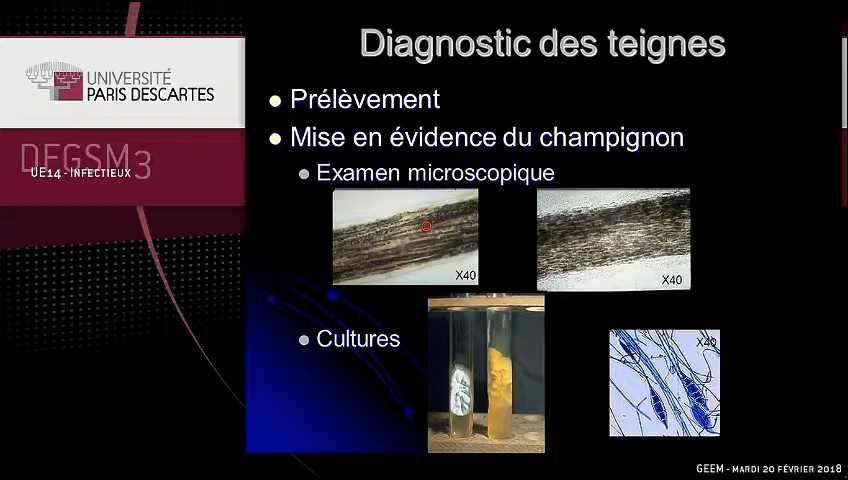 Diagnostic des teignes
UNIVERSITÉ
PARIS DESCARTES
DFGSM3
UE14 - INFECTIEUX
Prélèvement
Mise en évidence du champignon
Examen microscopique
X40
X40
Cultures
X40
GEEM - MARDI 20 FÉVRIER 2018